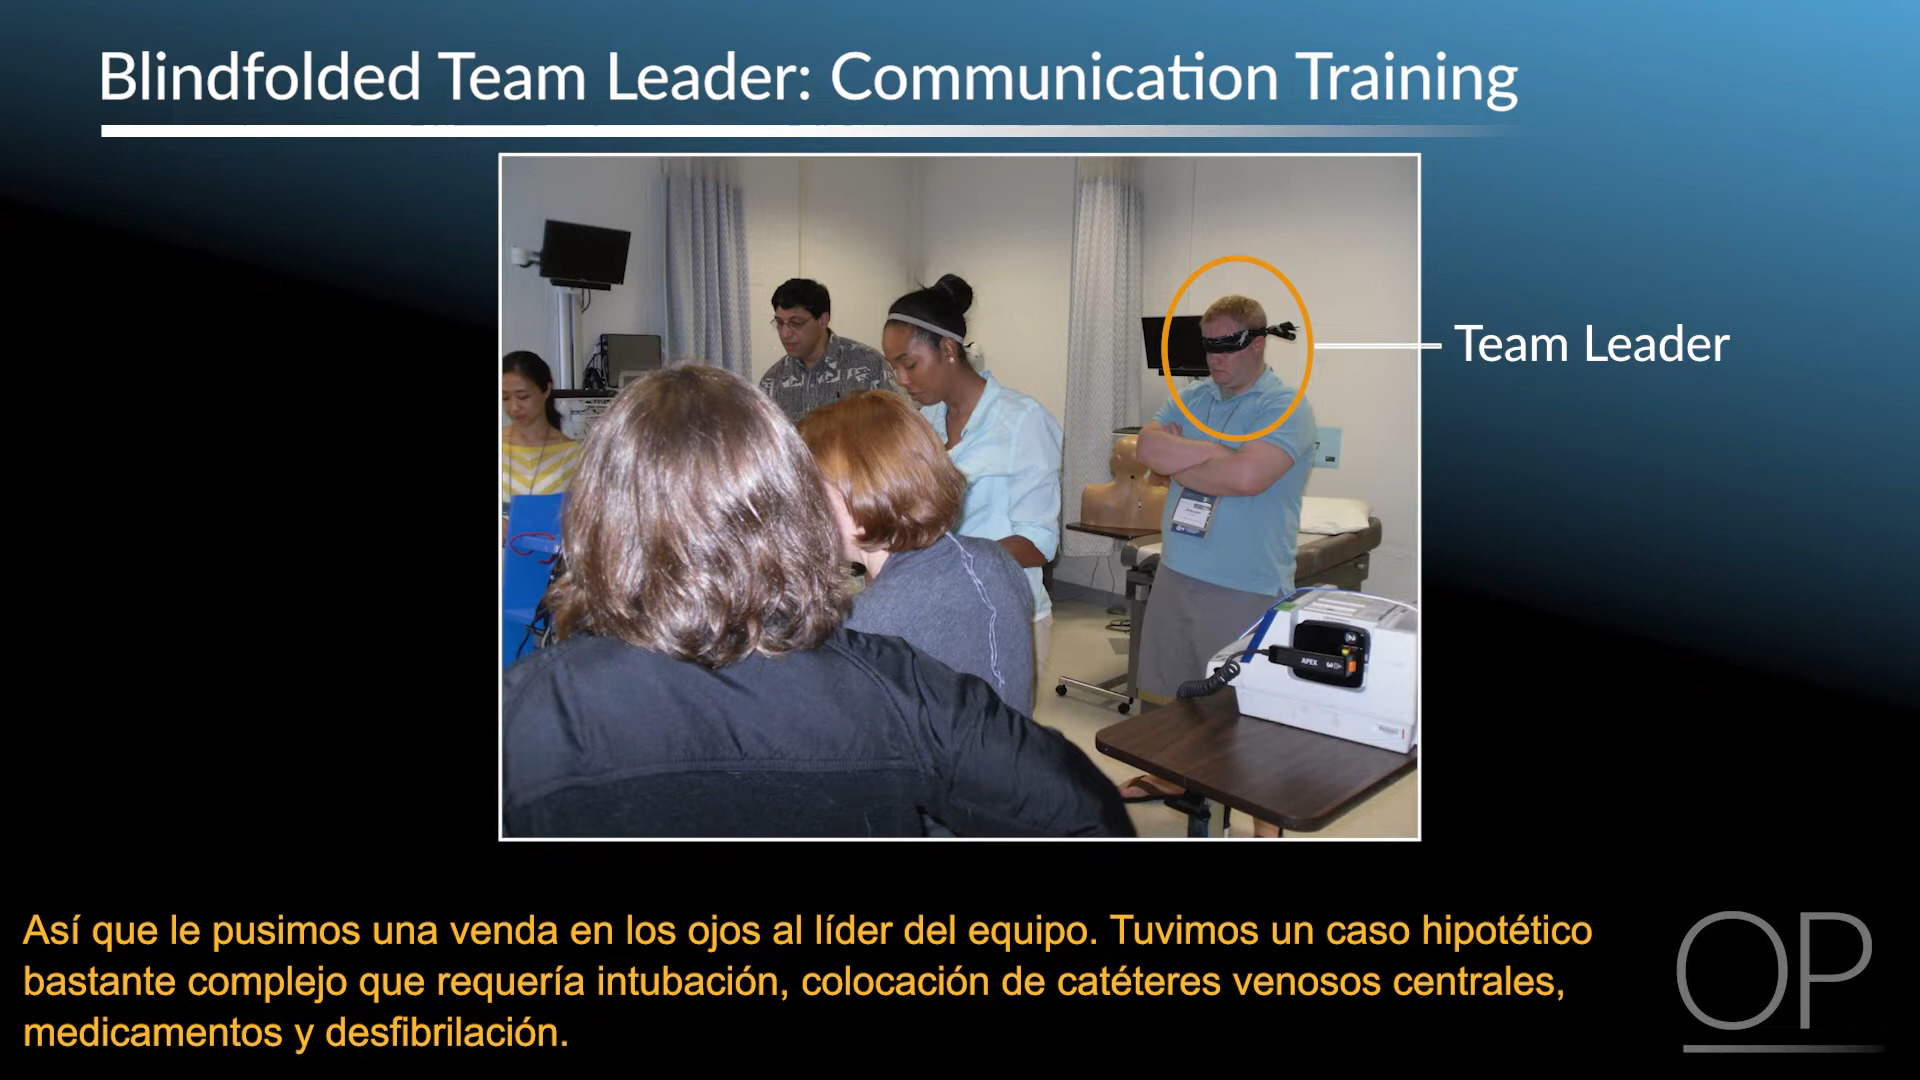 Blindfolded Team Leader: Communication Training
Team Leader
APEX
Así que le pusimos una venda en los ojos al líder del equipo. Tuvimos un caso hipotético
bastante complejo que requería intubación, colocación de catéteres venosos centrales,
medicamentos y desfibrilación.
OP